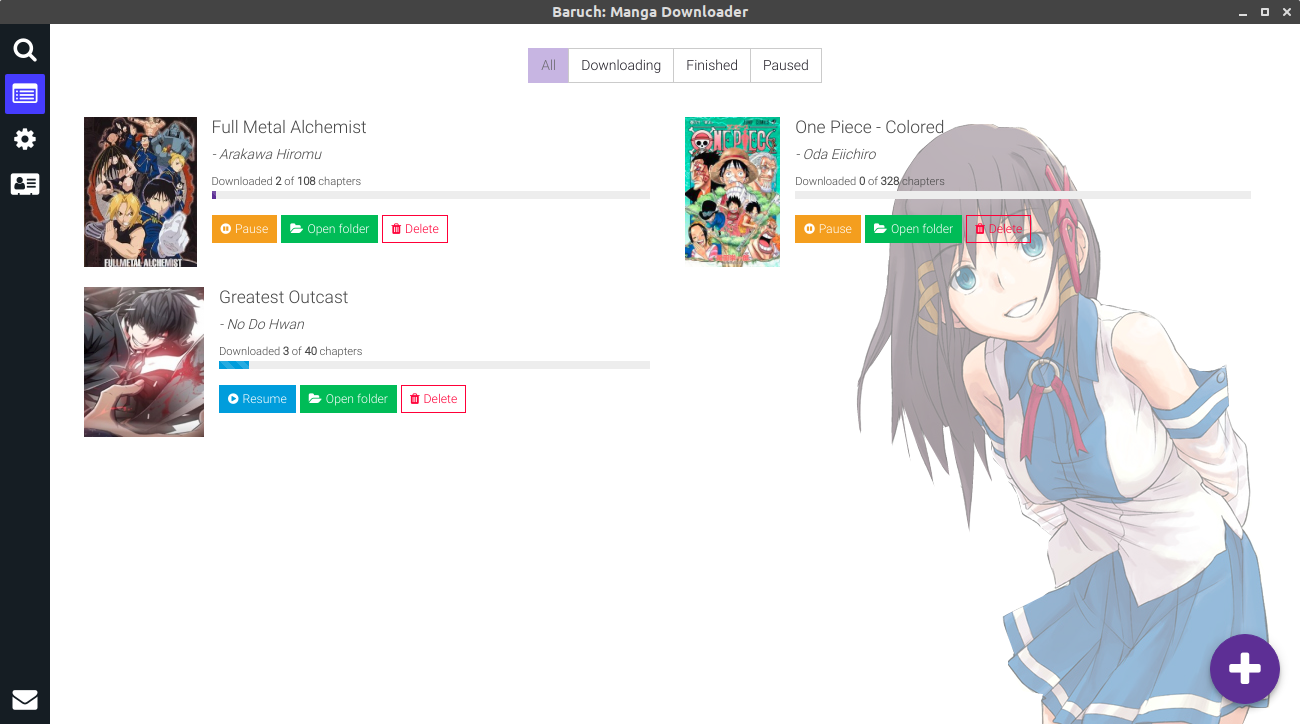 Baruch: Manga Downloader
All Downloading Finished Paused
Full Metal Alchemist
- Arakawa Hiromu
Downloaded 2 of 108 chapters
Pause Open folder Delete
FULLMETAL ALCHEMIST
One Piece - Colored
- Oda Eiichiro
Downloaded 0 of 328 chapters
Pause Open folder Delete
ONE PIECE
Greatest Outcast
- No Do Hwan
Downloaded 3 of 40 chapters
Resume Open folder Delete